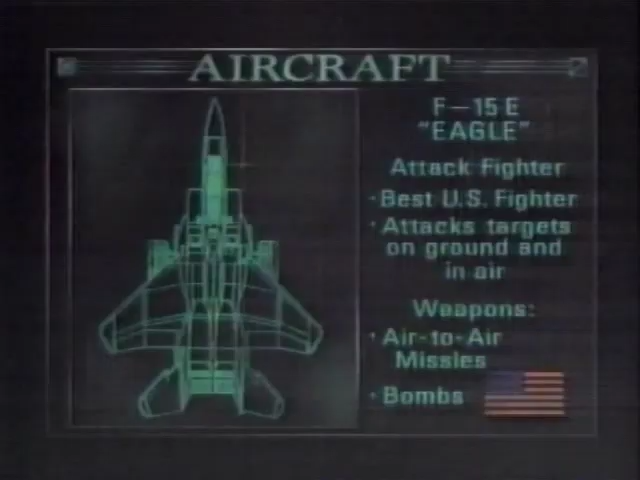 AIRCRAFT
F-15E
"EAGLE"
Attack Fighter
·Best U.S. Fighter
·Attacks targets
on ground and
in air
Weapons:
·Air-to-Air
Missles
·Bombs